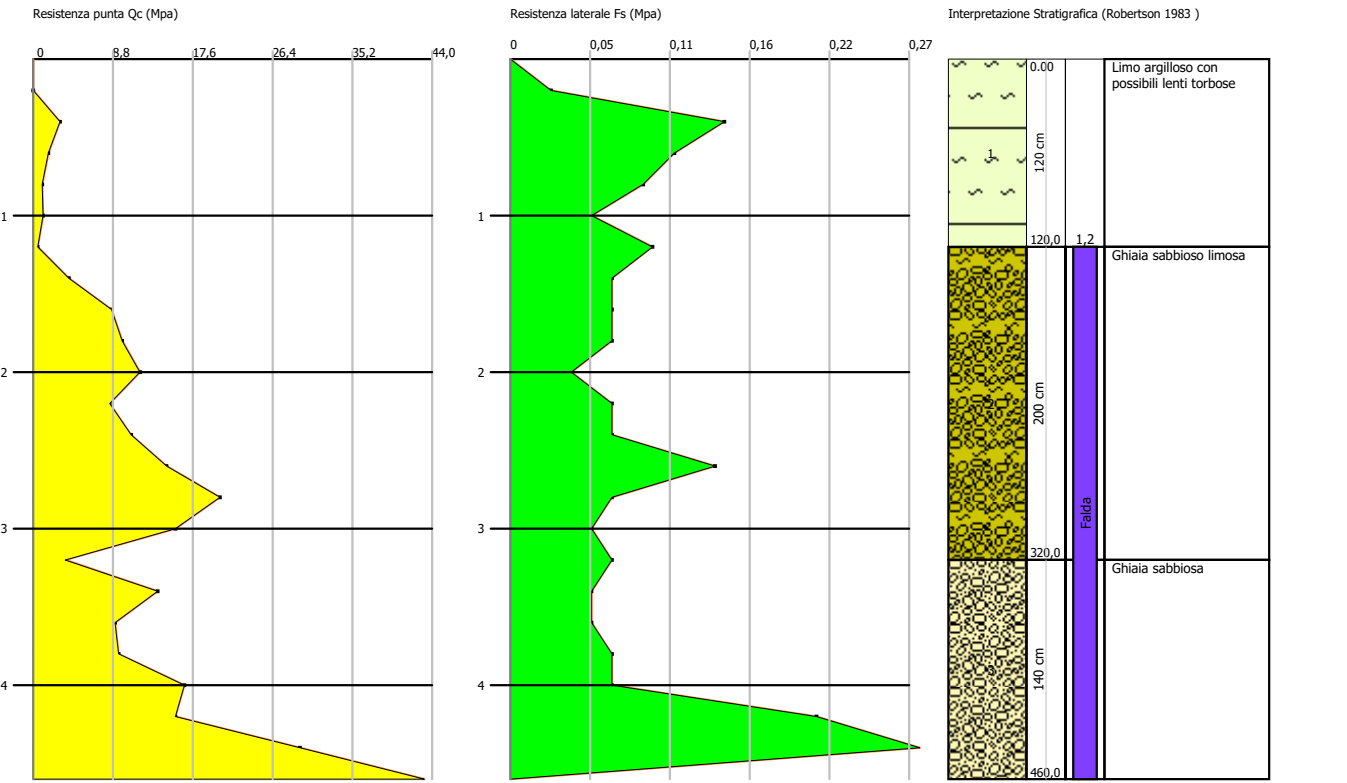 Resistenza punta Qc (Mpa)
Resistenza laterale Fs (Mpa)
Interpretazione Stratigrafica (Robertson 1983 )
0 8,8 17,6 26,4 35,2 44,0
0 0,05 0,11 0,16 0,22 0,27
0.00
Limo argilloso con
possibili lenti torbose
1
120 cm
1
1
120,0
1,2
Ghiaia sabbioso limosa
2
2
2
200 cm
Falda
3
3
320,0
Ghiaia sabbiosa
3
140 cm
4
4
460,0